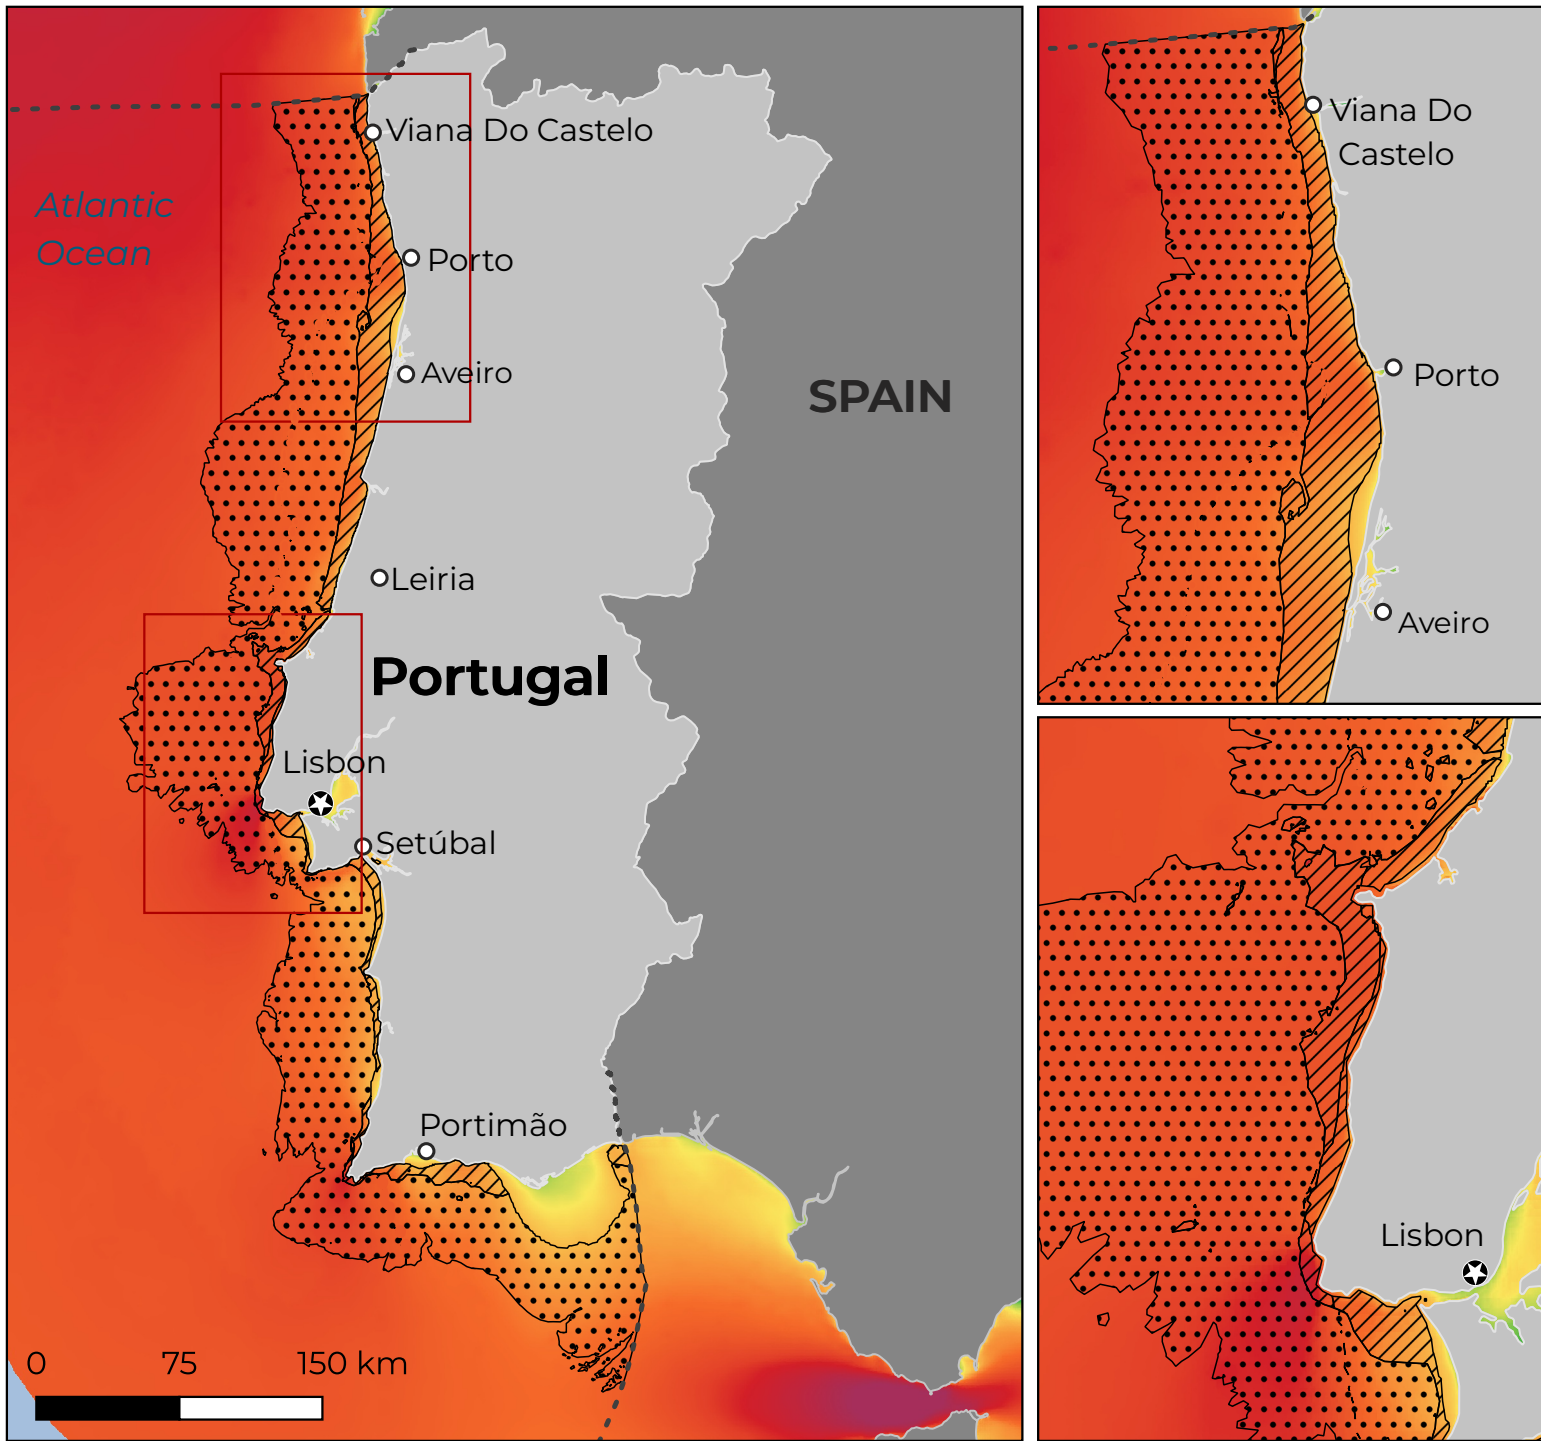 Viana Do Castelo
Atlantic
Ocean
Porto
Aveiro
SPAIN
Leiria
Portugal
Lisbon
Setúbal
Portimão
0 75 150 km
Viana Do
Castelo
Porto
Aveiro
Lisbon